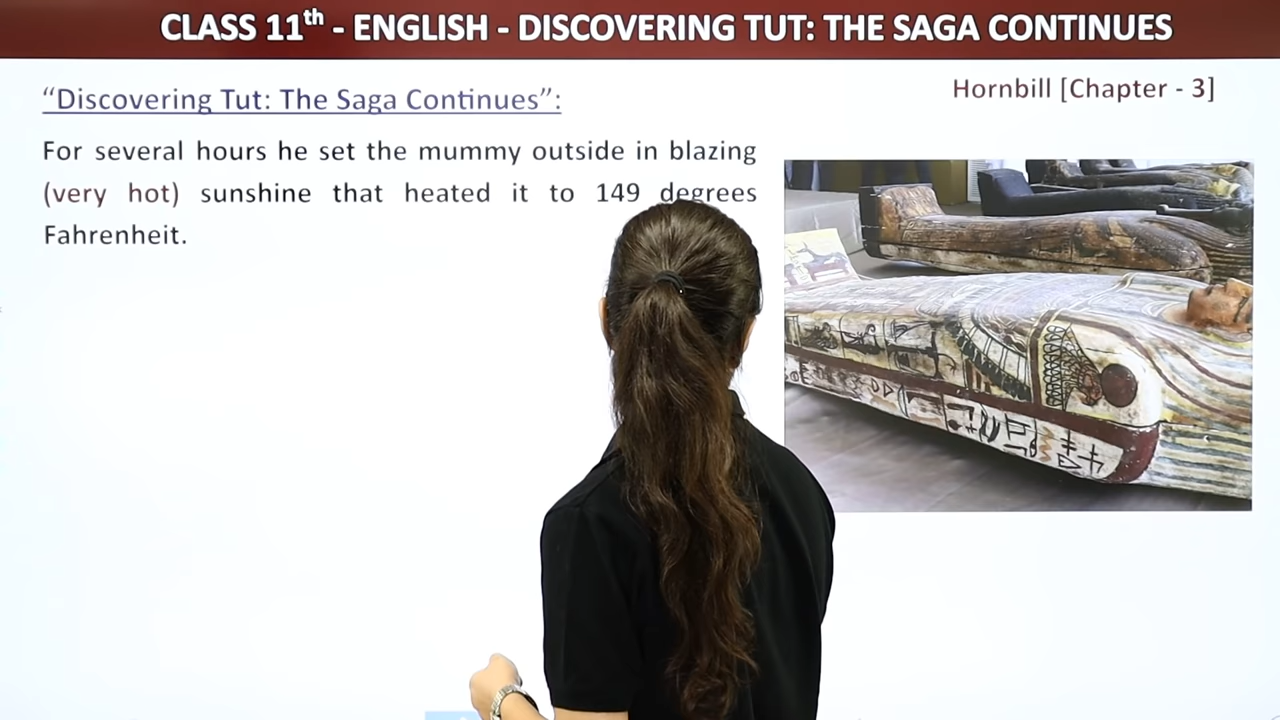 CLASS 11th - ENGLISH - DISCOVERING TUT: THE SAGA CONTINUES
"Discovering Tut: The Saga Continues":
Hornbill [Chapter - 3]
For several hours he set the mummy outside in blazing
(very hot) sunshine that heated it to 149 degrees
Fahrenheit.